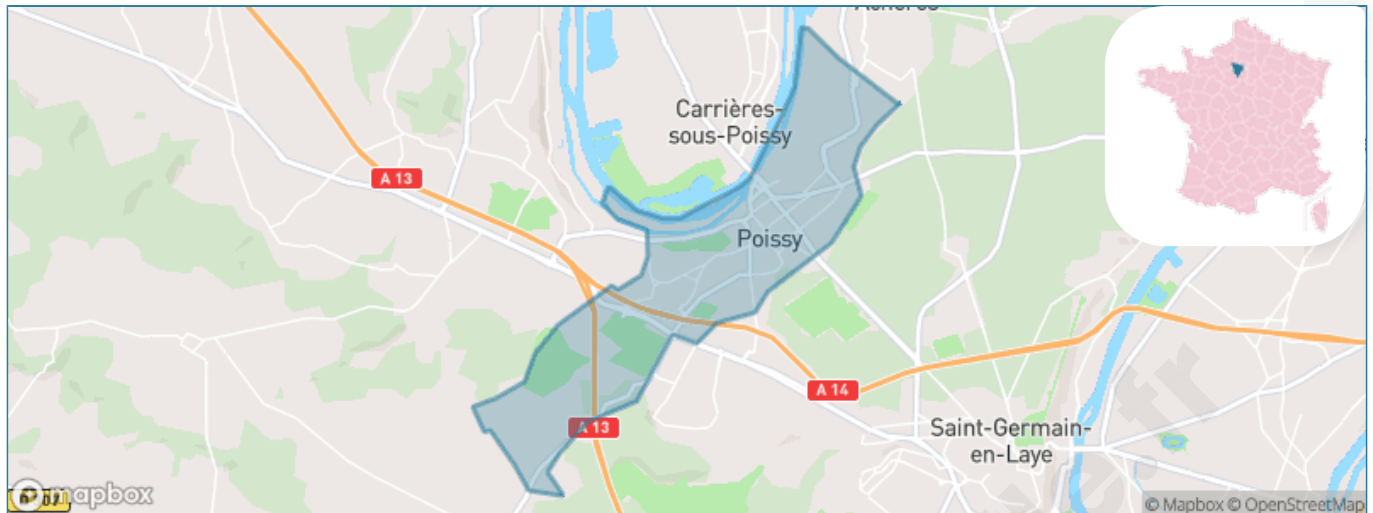 Carrières-
sous-Poissy
A 13
Poissy
A 14
A 13
Saint-Germain-
en-Laye
mapbox
© Mapbox © OpenStreetMap